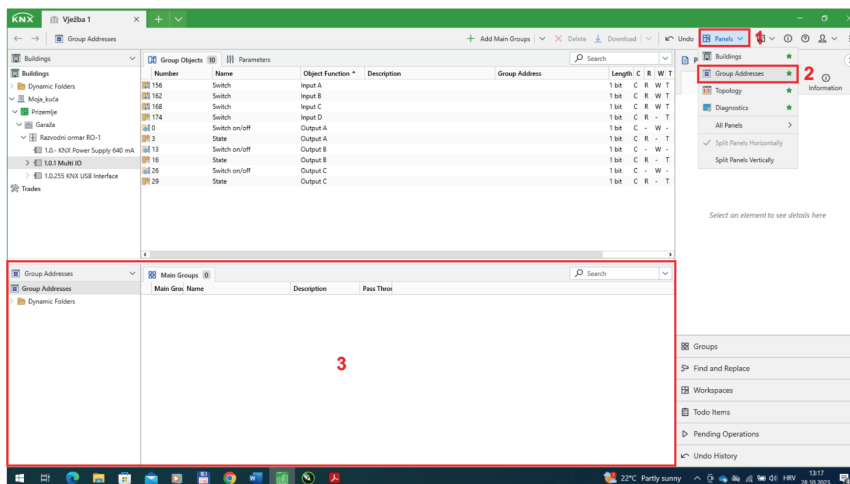 KNX Vježba 1
Group Addresses
Add Main Groups Delete Download Undo Panels 1
Buildings
Group Objects 10 Parameters
Search
Buildings
Dynamic Folders
Moja_kuća
Prizemlje
Garaža
Razvodni ormar RO-1
1.0.- KNX Power Supply 640 mA
1.0.1 Multi IO
1.0.255 KNX USB Interface
Trades
Number Name Object Function Description Group Address Length C R W T
156 Switch Input A 1 bit C R W T
162 Switch Input B 1 bit C R W T
168 Switch Input C 1 bit C R W T
174 Switch Input D 1 bit C R W T
0 Switch on/off Output A 1 bit C - W -
3 State Output A 1 bit C R - T
13 Switch on/off Output B 1 bit C - W -
16 State Output B 1 bit C R - T
26 Switch on/off Output C 1 bit C - W -
29 State Output C 1 bit C R - T
Buildings
Group Addresses 2
Topology
Diagnostics
All Panels
Split Panels Horizontally
Split Panels Vertically
Information
Select an element to see details here
Group Addresses
Main Groups 0
Search
Group Addresses
Dynamic Folders
Main Grou Name Description Pass Throu
3
Groups
Find and Replace
Workspaces
Todo Items
Pending Operations
Undo History
22°C Partly sunny HRV 13:17
28.10.2023.